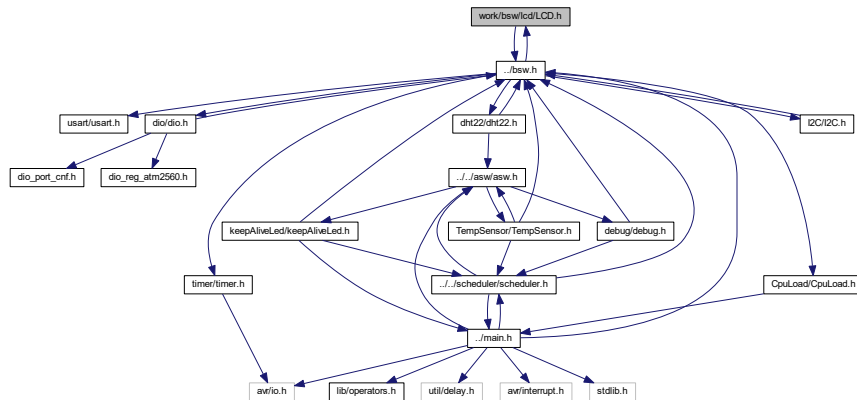 work/bsw/lcd/LCD.h
../bsw.h
usart/usart.h
dio/dio.h
dht22/dht22.h
I2C/I2C.h
dio_port_cnf.h
dio_reg_atm2560.h
../../asw/asw.h
keepAliveLed/keepAliveLed.h
TempSensor/TempSensor.h
debug/debug.h
timer/timer.h
../../scheduler/scheduler.h
CpuLoad/CpuLoad.h
../main.h
avr/io.h
lib/operators.h
util/delay.h
avr/interrupt.h
stdlib.h